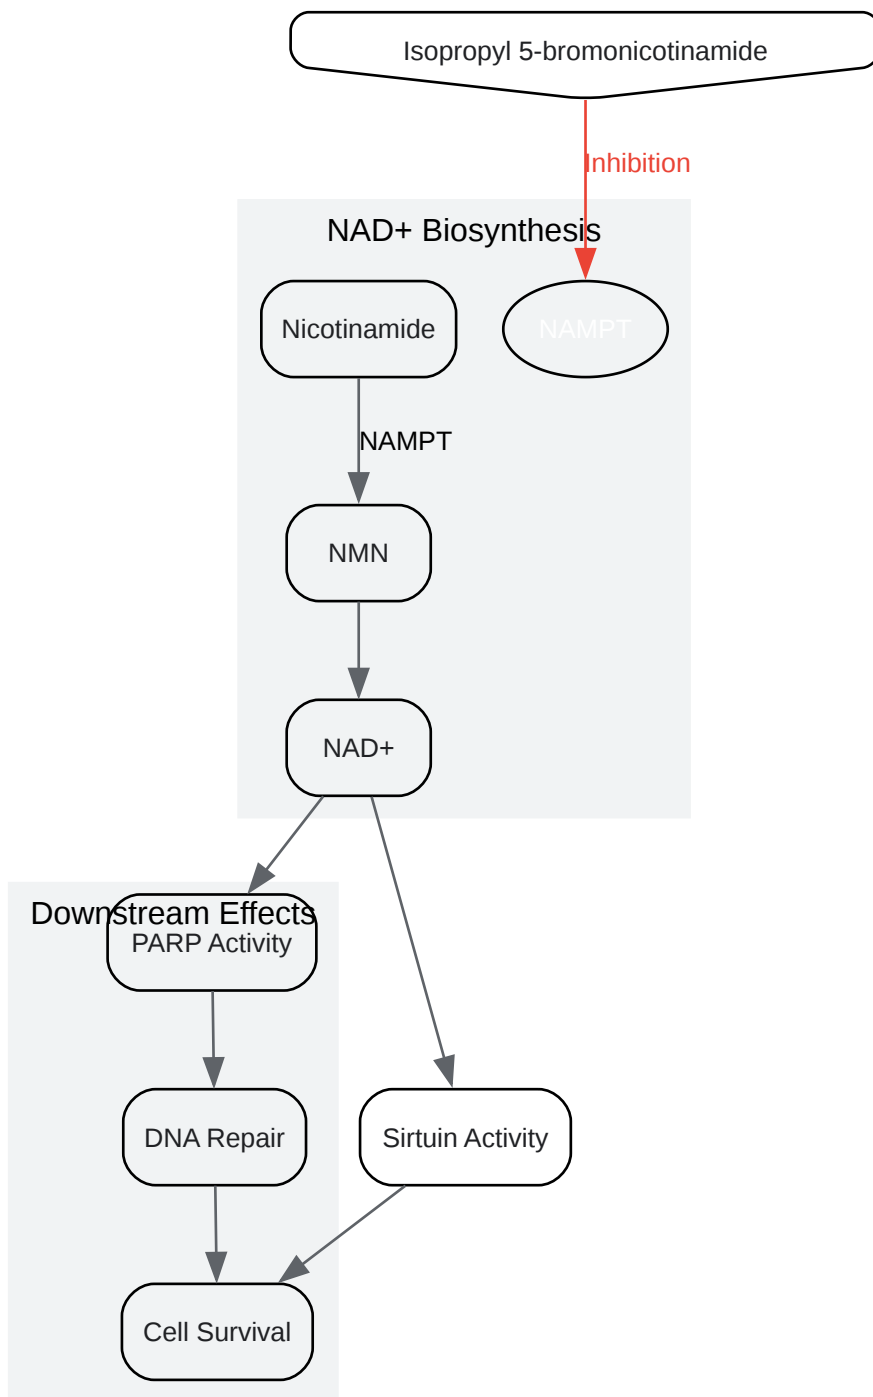 Isopropyl 5-bromonicotinamide
Inhibition
NAD+ Biosynthesis
Nicotinamide
NAMPT
NAMPT
NMN
NAD+
Downstream Effects
PARP Activity
DNA Repair
Sirtuin Activity
Cell Survival